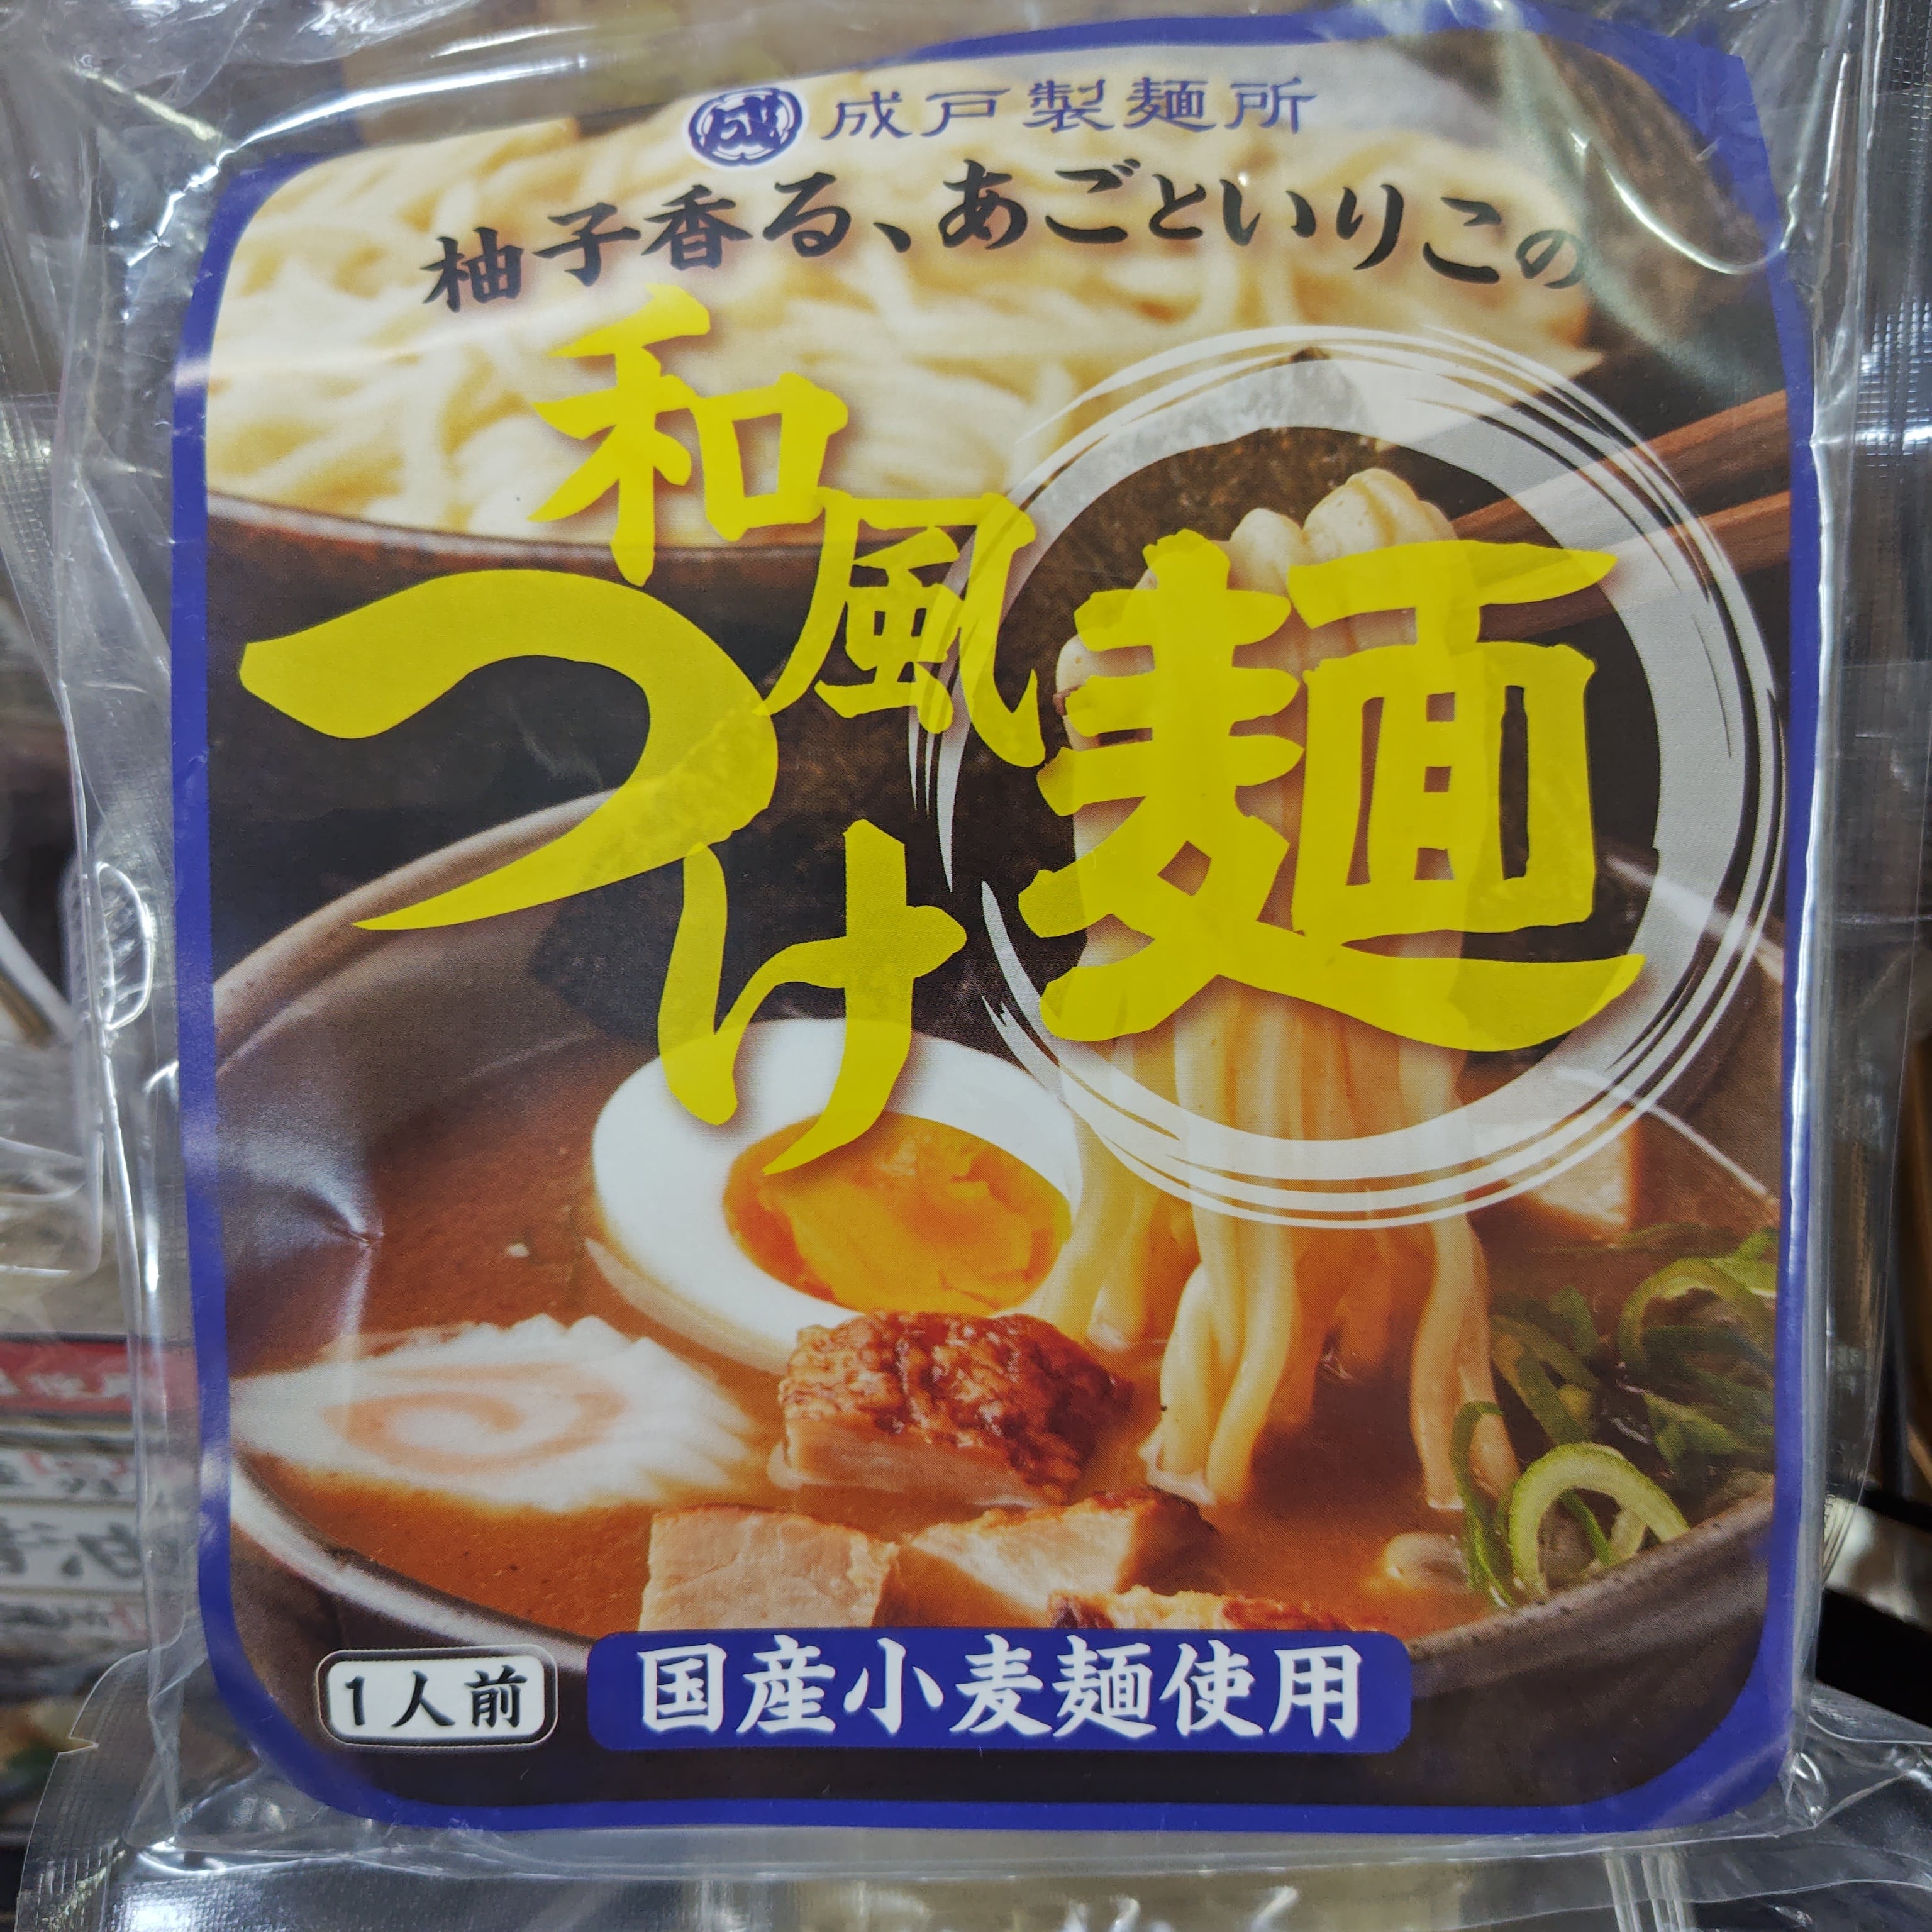 成 成戸製麺所
柚子香る、あごといりこの
和風
つけ麺
1人前
国産小麦麺使用